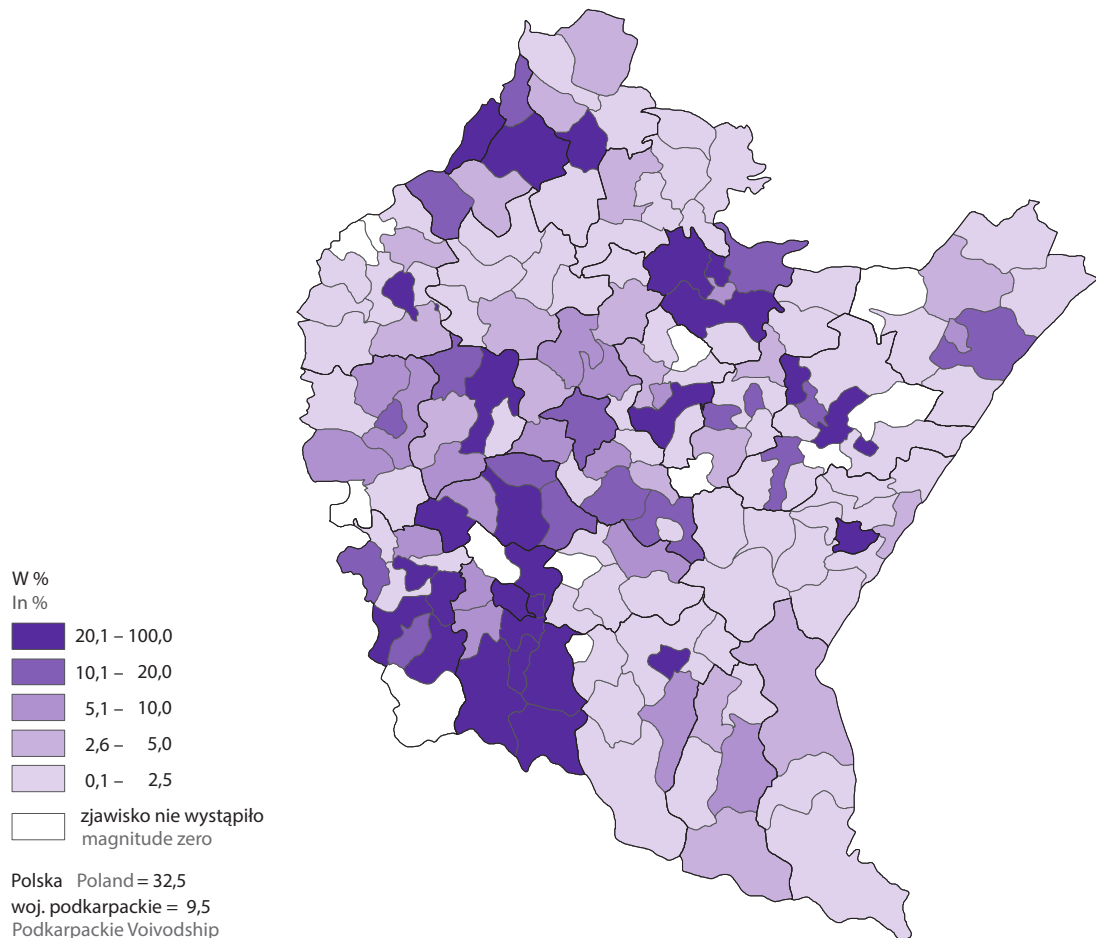 W %
In %
20,1 – 100,0
10,1 – 20,0
5,1 – 10,0
2,6 – 5,0
0,1 – 2,5
zjawisko nie wystąpiło
magnitude zero
Polska Poland = 32,5
woj. podkarpackie = 9,5
Podkarpackie Voivodship